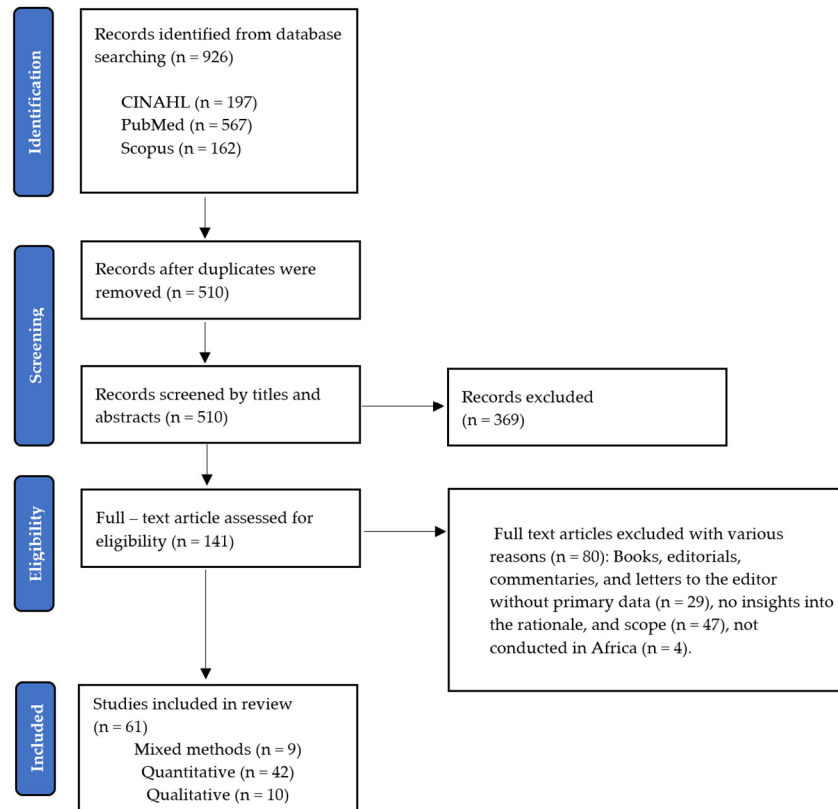 Identification
Records identified from database
searching (n = 926)
CINAHL (n = 197)
PubMed (n = 567)
Scopus (n = 162)
Screening
Records after duplicates were
removed (n = 510)
Records screened by titles and
abstracts (n = 510)
Records excluded
(n = 369)
Eligibility
Full – text article assessed for
eligibility (n = 141)
Full text articles excluded with various
reasons (n = 80): Books, editorials,
commentaries, and letters to the editor
without primary data (n = 29), no insights into
the rationale, and scope (n = 47), not
conducted in Africa (n = 4).
Included
Studies included in review
(n = 61)
Mixed methods (n = 9)
Quantitative (n = 42)
Qualitative (n = 10)